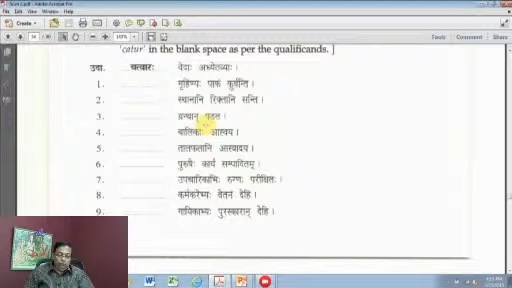 Create
'catur' in the blank space as per the qualificands. ]
उदा. चत्वारः वेदाः अध्येतव्याः ।
1. गृहिण्यः पाकं कुर्वन्ति ।
2. स्थानानि रिक्तानि सन्ति ।
3. ग्रन्थान् पठत ।
4. बालिकाः आह्वय ।
5. तालफलानि आस्वादय ।
6. पुरुषैः कार्यं सम्पादितम् ।
7. उपचारिकाभिः रुग्णः परीक्षितः ।
8. कर्मकरेभ्यः वेतनं देहि ।
9. गायिकाभ्यः पुरस्कारान् देहि ।